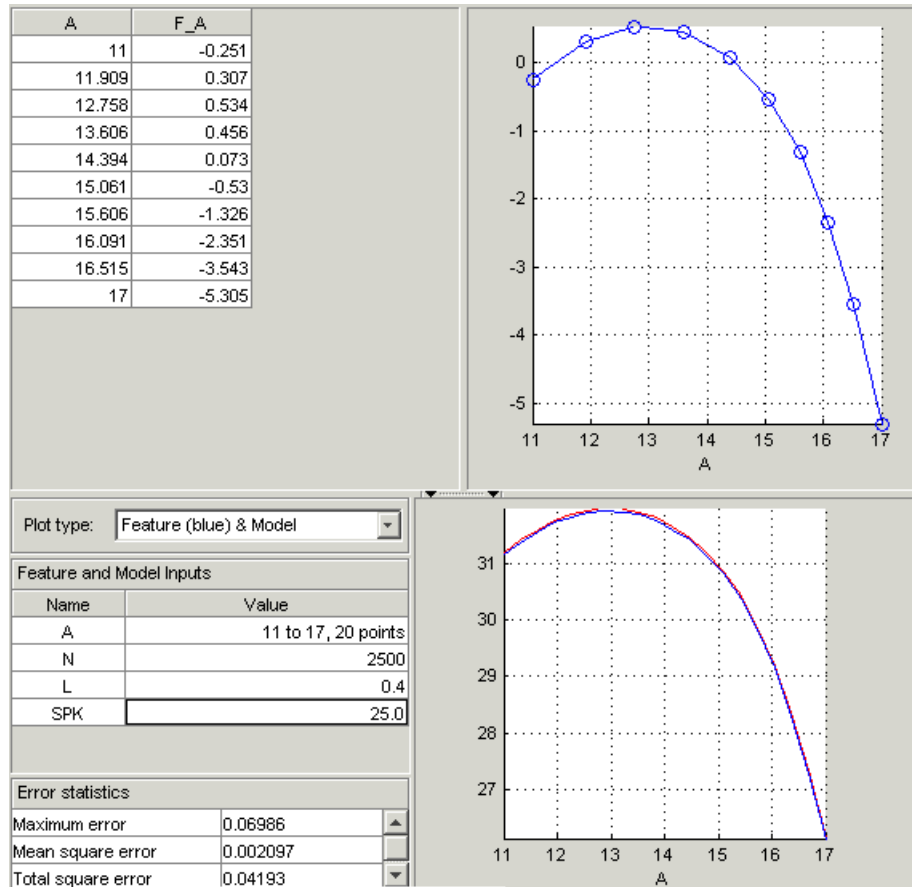 A F_A
11 -0.251
11.909 0.307
12.758 0.534
13.606 0.456
14.394 0.073
15.061 -0.53
15.606 -1.326
16.091 -2.351
16.515 -3.543
17 -5.305
0
-1
-2
-3
-4
-5
11 12 13 14 15 16 17
A
Plot type: Feature (blue) & Model
Feature and Model Inputs
Name Value
A 11 to 17, 20 points
N 2500
L 0.4
SPK 25.0
Error statistics
Maximum error 0.06986
Mean square error 0.002097
Total square error 0.04193
31
30
29
28
27
11 12 13 14 15 16 17
A